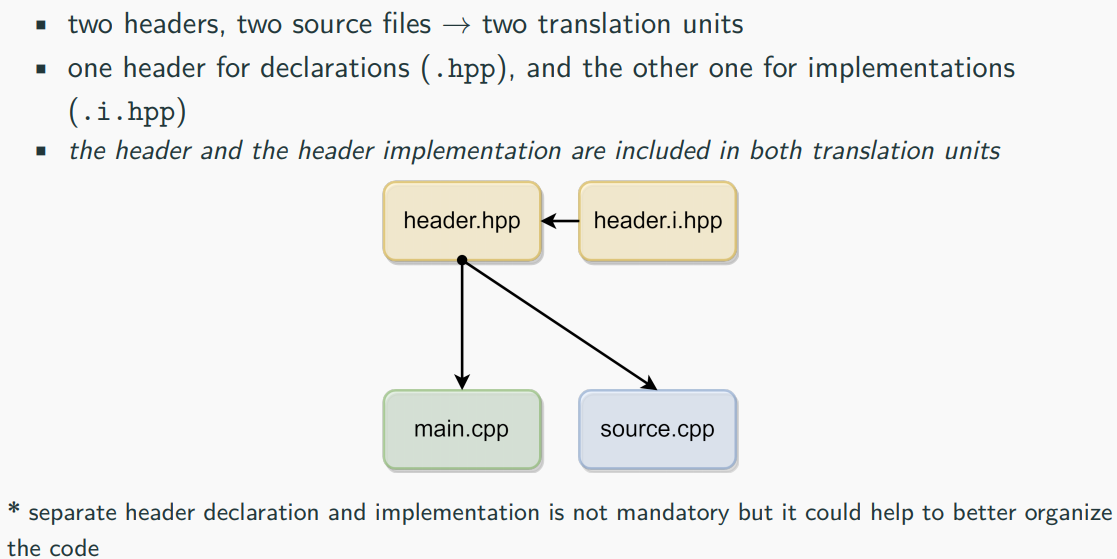 ▪ two headers, two source files → two translation units
▪ one header for declarations (.hpp), and the other one for implementations
(.i.hpp)
▪ the header and the header implementation are included in both translation units
header.hpp
header.i.hpp
main.cpp
source.cpp
* separate header declaration and implementation is not mandatory but it could help to better organize
the code